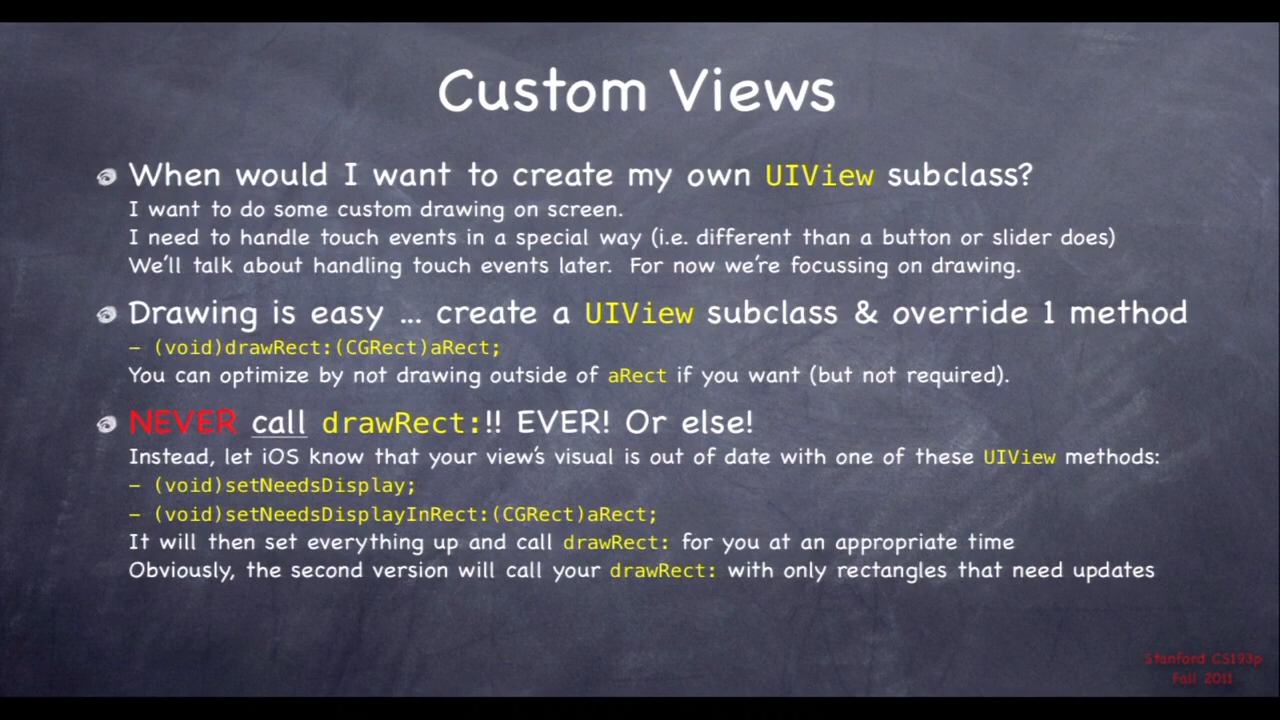 Custom Views
When would I want to create my own UIView subclass?
I want to do some custom drawing on screen.
I need to handle touch events in a special way (i.e. different than a button or slider does)
We'll talk about handling touch events later. For now we're focussing on drawing.
Drawing is easy ... create a UIView subclass & override 1 method
- (void)drawRect:(CGRect)aRect;
You can optimize by not drawing outside of aRect if you want (but not required).
NEVER call drawRect:!! EVER! Or else!
Instead, let iOS know that your view's visual is out of date with one of these UIView methods:
- (void)setNeedsDisplay;
- (void)setNeedsDisplayInRect:(CGRect)aRect;
It will then set everything up and call drawRect: for you at an appropriate time
Obviously, the second version will call your drawRect: with only rectangles that need updates
Stanford CS193p
Fall 2011